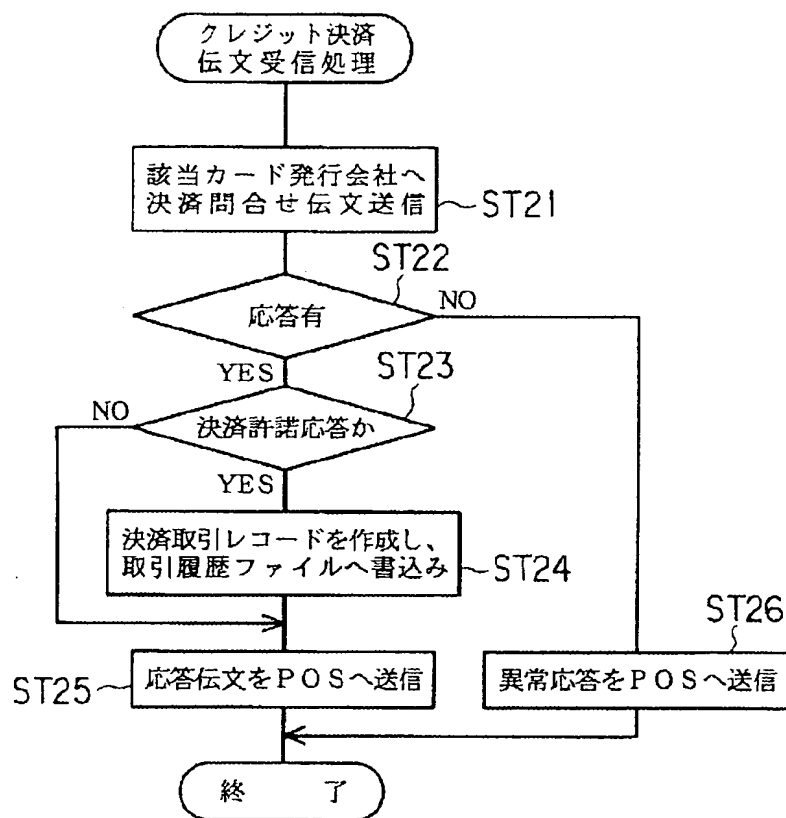 クレジット決済
伝文受信処理
該当カード発行会社へ
決済問合せ伝文送信
ST21
ST22
応答有
NO
YES
ST23
NO
決済許諾応答か
YES
決済取引レコードを作成し、
取引履歴ファイルへ書込み
ST24
ST26
ST25
応答伝文をPOSへ送信
異常応答をPOSへ送信
終 了